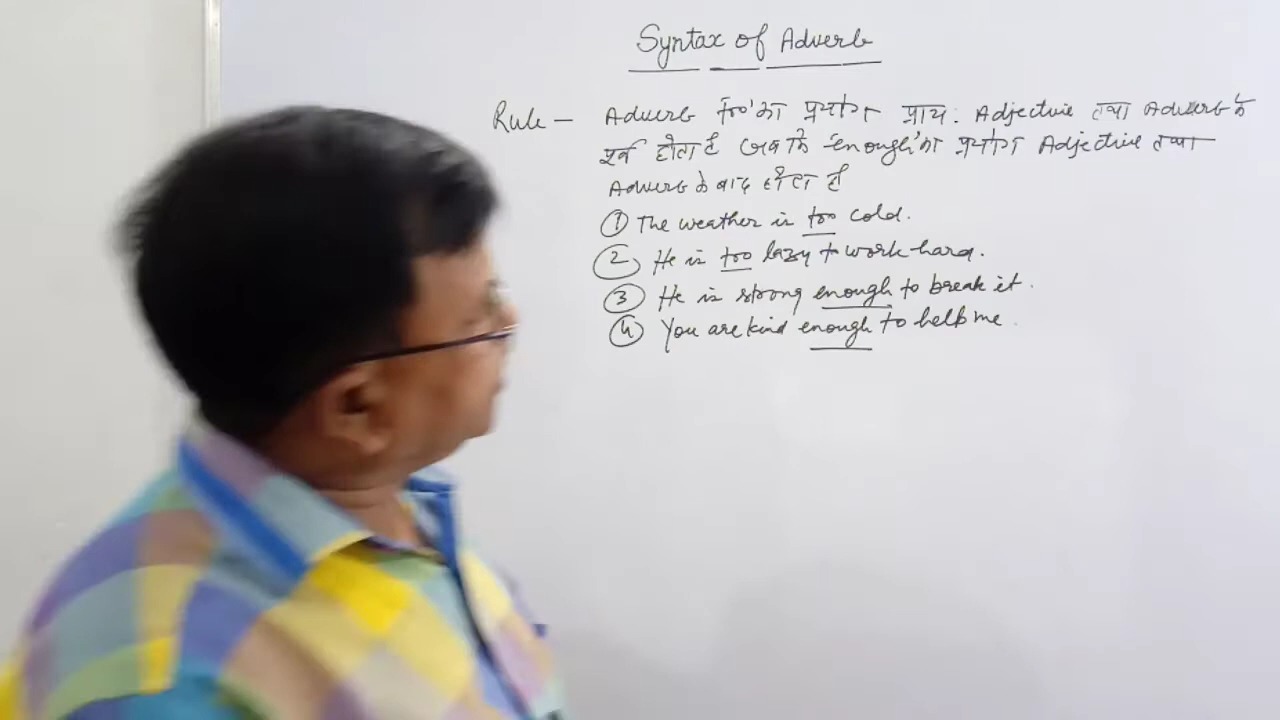 Syntax of Adverb
Rule – Adverb 'too' का प्रयोग प्राय: Adjective तथा Adverb के
पूर्व होता है जबकि 'enough' का प्रयोग Adjective तथा
Adverb के बाद होता है
① The weather is too cold.
② He is too lazy to work hard.
③ He is strong enough to break it.
④ You are kind enough to help me.